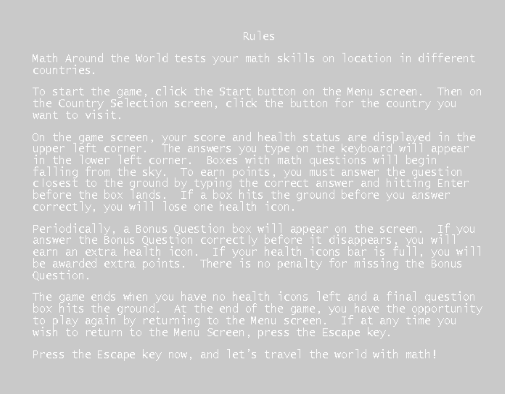 Rules
Math Around the World tests your math skills on location in different
countries.
To start the game, click the Start button on the Menu screen.  Then on
the Country Selection screen, click the button for the country you
want to visit.
On the game screen, your score and health status are displayed in the
upper left corner.  The answers you type on the keyboard will appear
in the lower left corner.  Boxes with math questions will begin
falling from the sky.  To earn points, you must answer the question
closest to the ground by typing the correct answer and hitting Enter
before the box lands.  If a box hits the ground before you answer
correctly, you will lose one health icon.
Periodically, a Bonus Question box will appear on the screen.  If you
answer the Bonus Question correctly before it disappears, you will
earn an extra health icon.  If your health icons bar is full, you will
be awarded extra points.  There is no penalty for missing the Bonus
Question.
The game ends when you have no health icons left and a final question
box hits the ground.  At the end of the game, you have the opportunity
to play again by returning to the Menu screen.  If at any time you
wish to return to the Menu Screen, press the Escape key.
Press the Escape key now, and let's travel the world with math!